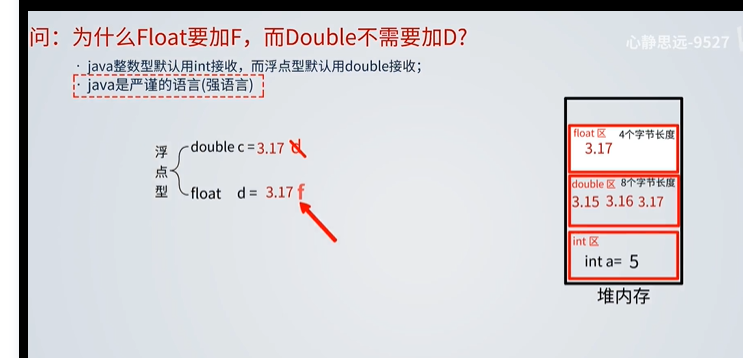 问：为什么Float要加F，而Double不需要加D?
心静思远-9527
· java整数型默认用int接收，而浮点型默认用double接收；
· java是严谨的语言(强语言)
浮点型
double c = 3.17 d
float d = 3.17 f
float 区 4个字节长度
3.17
double 区 8个字节长度
3.15 3.16 3.17
int 区
int a= 5
堆内存